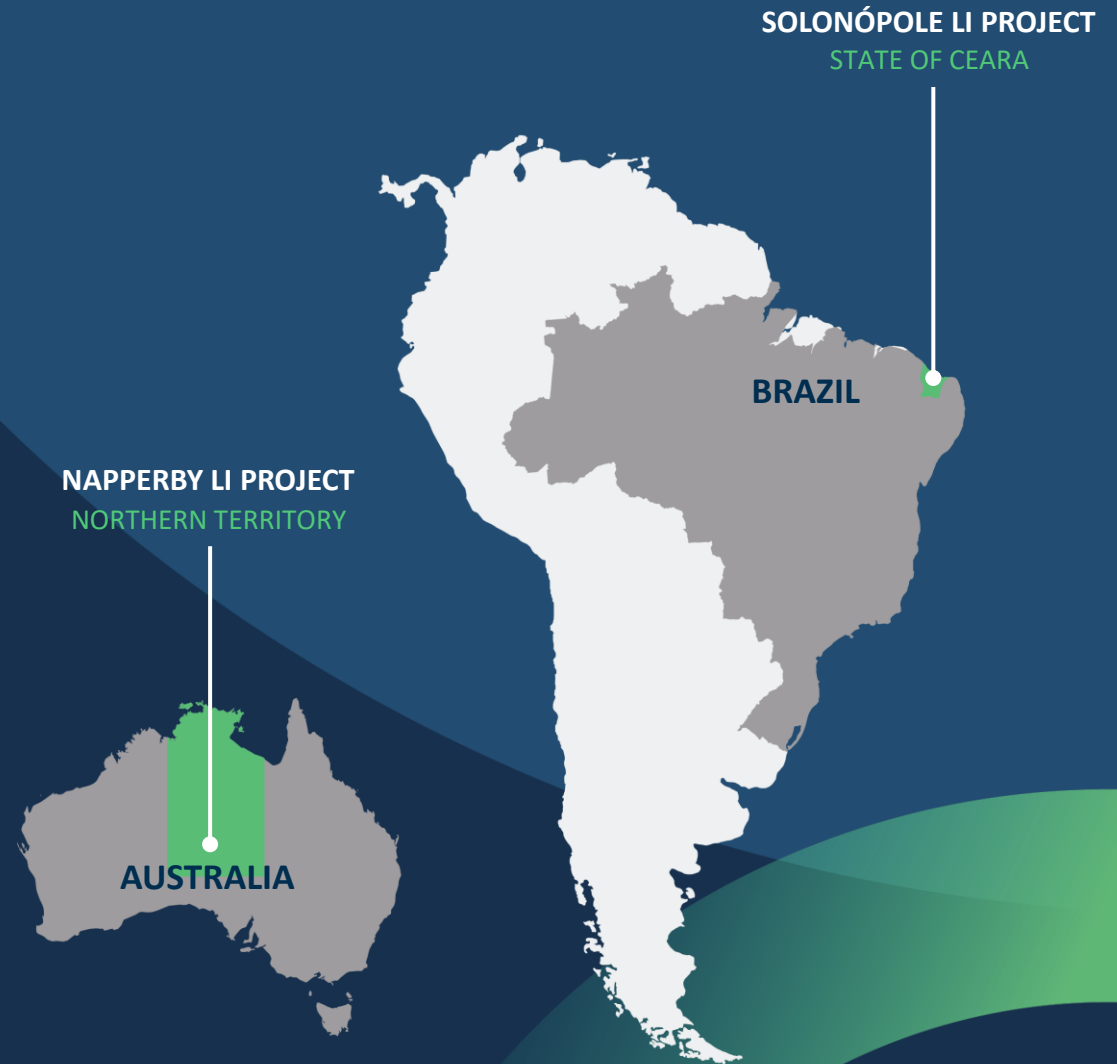 SOLONÓPOLE LI PROJECT
STATE OF CEARA
BRAZIL
NAPPERBY LI PROJECT
NORTHERN TERRITORY
AUSTRALIA